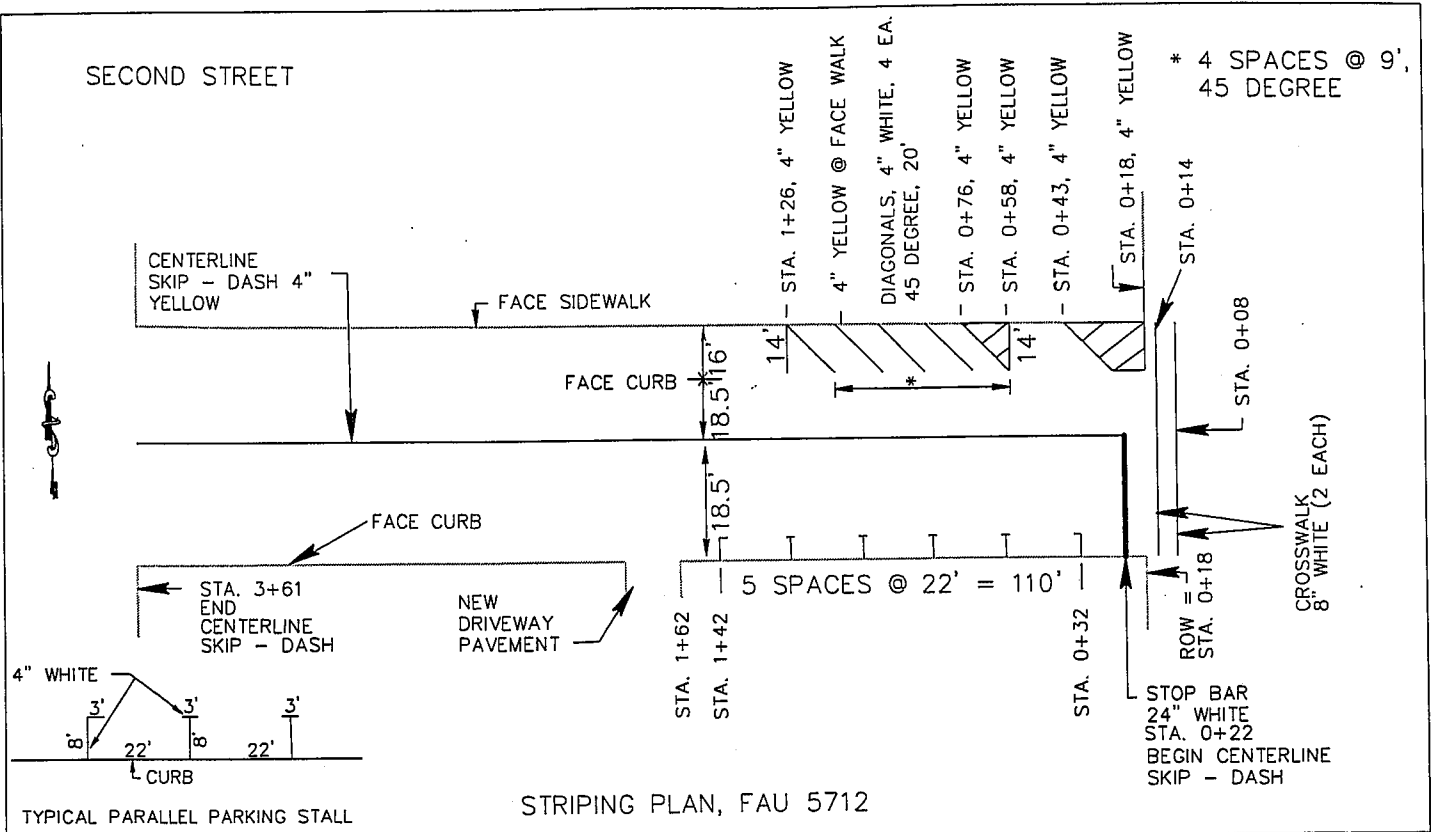 SECOND STREET
* 4 SPACES @ 9',
45 DEGREE
STA. 1+26, 4" YELLOW
4" YELLOW @ FACE WALK
DIAGONALS, 4" WHITE, 4 EA.
45 DEGREE, 20'
STA. 0+76, 4" YELLOW
STA. 0+58, 4" YELLOW
STA. 0+43, 4" YELLOW
STA. 0+18, 4" YELLOW
STA. 0+14
STA. 0+08
CENTERLINE
SKIP - DASH 4"
YELLOW
FACE SIDEWALK
14'
14'
16'
FACE CURB
18.5'
*
18.5'
CROSSWALK
8" WHITE (2 EACH)
FACE CURB
5 SPACES @ 22' = 110'
STA. 3+61
END
CENTERLINE
SKIP - DASH
NEW
DRIVEWAY
PAVEMENT
STA. 1+62
STA. 1+42
STA. 0+32
ROW =
STA. 0+18
STOP BAR
24" WHITE
STA. 0+22
BEGIN CENTERLINE
SKIP - DASH
4" WHITE
3'
3'
3'
8'
22'
8'
22'
CURB
TYPICAL PARALLEL PARKING STALL
STRIPING PLAN, FAU 5712